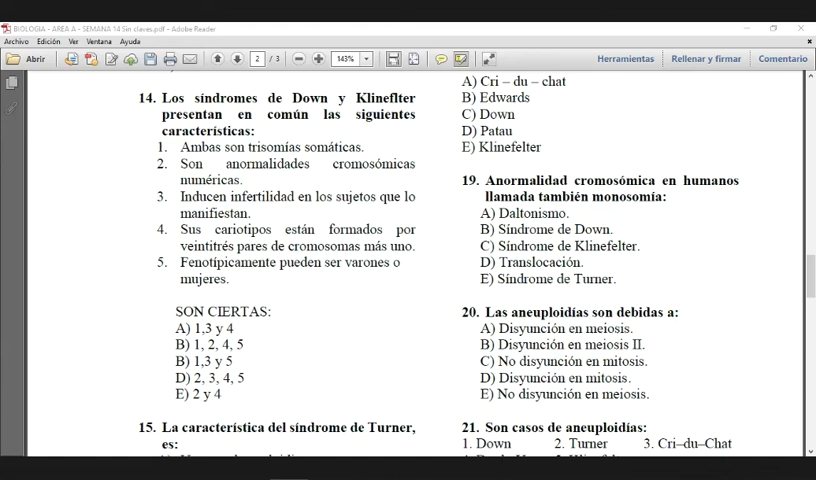 BIOLOGIA - ÁREA A - SEMANA 14 Sin claves.pdf - Adobe Reader
Archivo Edición Ver Ventana Ayuda
Abrir 2 / 3 143% Herramientas Rellenar y firmar Comentario
14. Los síndromes de Down y Klineflter
presentan en común las siguientes
características:
1. Ambas son trisomías somáticas.
2. Son anormalidades cromosómicas
numéricas.
3. Inducen infertilidad en los sujetos que lo
manifiestan.
4. Sus cariotipos están formados por
veintitrés pares de cromosomas más uno.
5. Fenotípicamente pueden ser varones o
mujeres.
SON CIERTAS:
A) 1,3 y 4
B) 1, 2, 4, 5
B) 1,3 y 5
D) 2, 3, 4, 5
E) 2 y 4
15. La característica del síndrome de Turner,
es:
A) Cri – du – chat
B) Edwards
C) Down
D) Patau
E) Klinefelter
19. Anormalidad cromosómica en humanos
llamada también monosomía:
A) Daltonismo.
B) Síndrome de Down.
C) Síndrome de Klinefelter.
D) Translocación.
E) Síndrome de Turner.
20. Las aneuploidías son debidas a:
A) Disyunción en meiosis.
B) Disyunción en meiosis II.
C) No disyunción en mitosis.
D) Disyunción en mitosis.
E) No disyunción en meiosis.
21. Son casos de aneuploidías:
1. Down 2. Turner 3. Cri–du–Chat